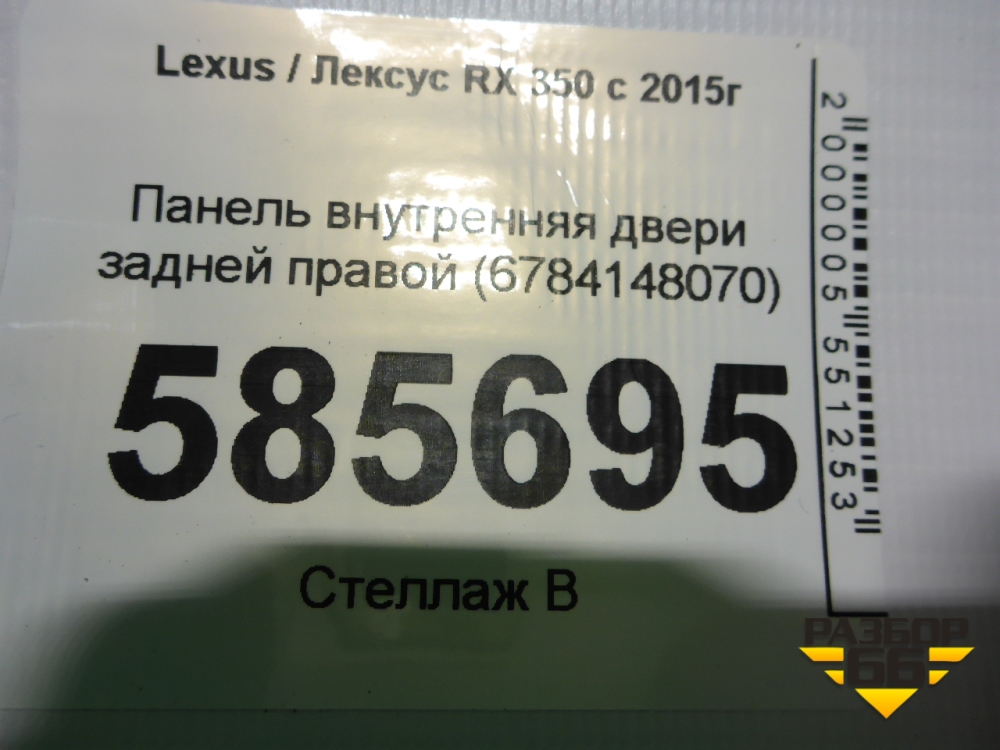 Lexus / Лексус RX 350 с 2015г
Панель внутренняя двери
задней правой (6784148070)
585695
Стеллаж В
2000005551253
РАЗБОР
66